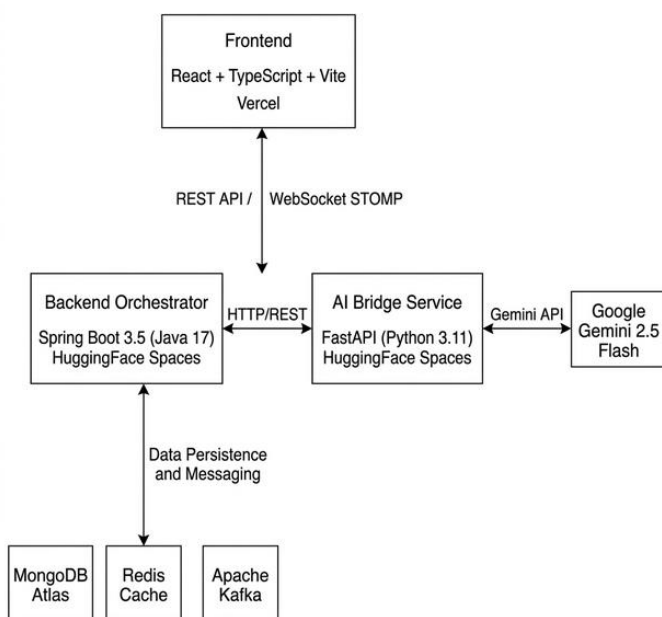 Frontend
React + TypeScript + Vite
Vercel
REST API / WebSocket STOMP
Backend Orchestrator
Spring Boot 3.5 (Java 17)
HuggingFace Spaces
HTTP/REST
AI Bridge Service
FastAPI (Python 3.11)
HuggingFace Spaces
Gemini API
Google
Gemini 2.5
Flash
Data Persistence
and Messaging
MongoDB
Atlas
Redis
Cache
Apache
Kafka